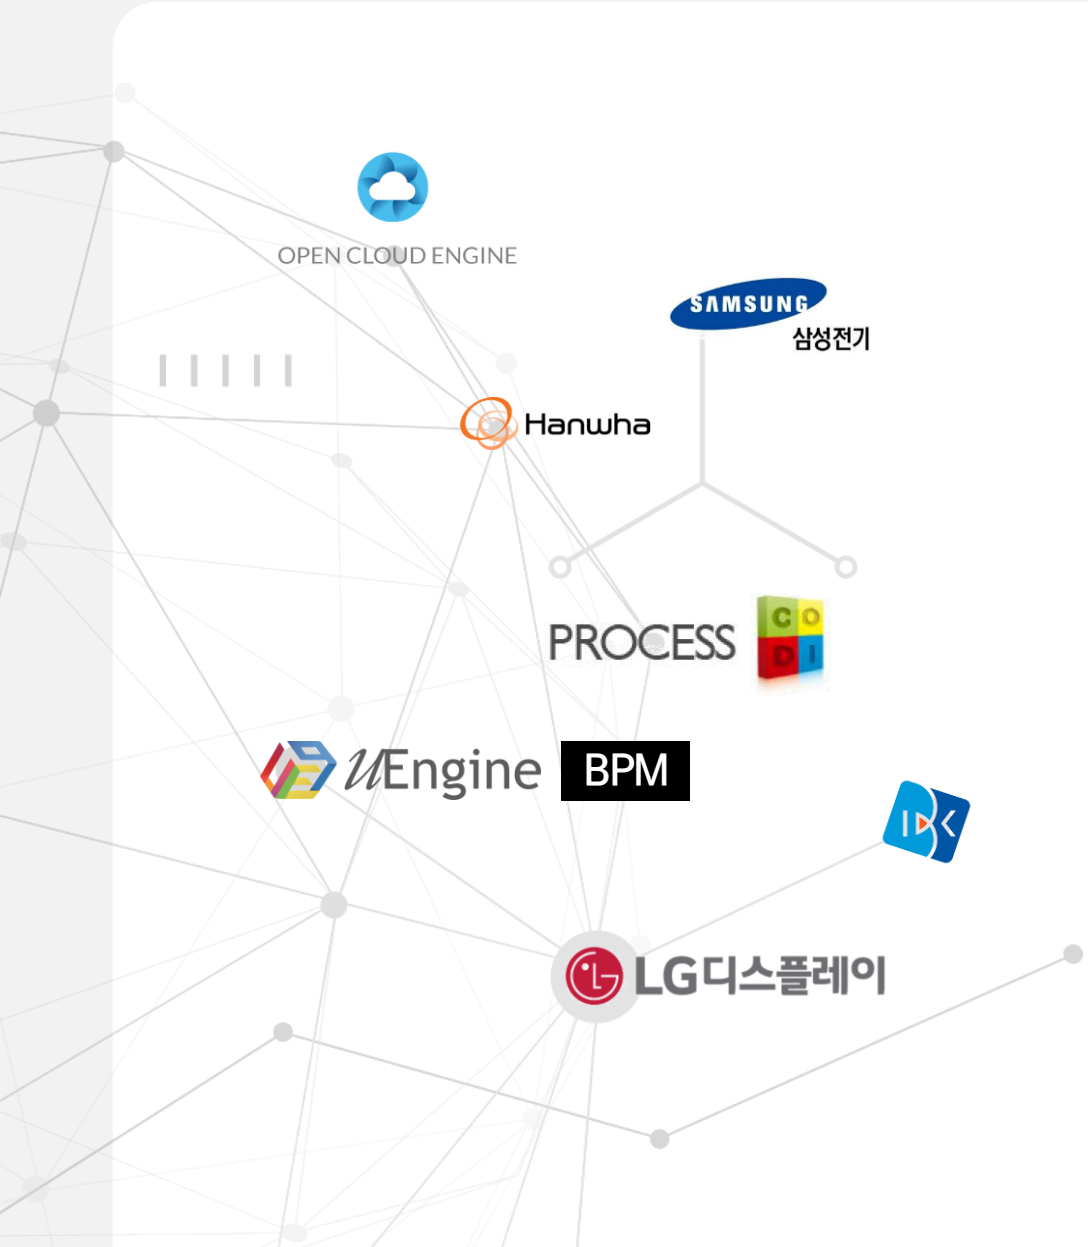 OPEN CLOUD ENGINE
SAMSUNG
삼성전기
Hanwha
PROCESS CODI
uEngine BPM
IBK
LG디스플레이